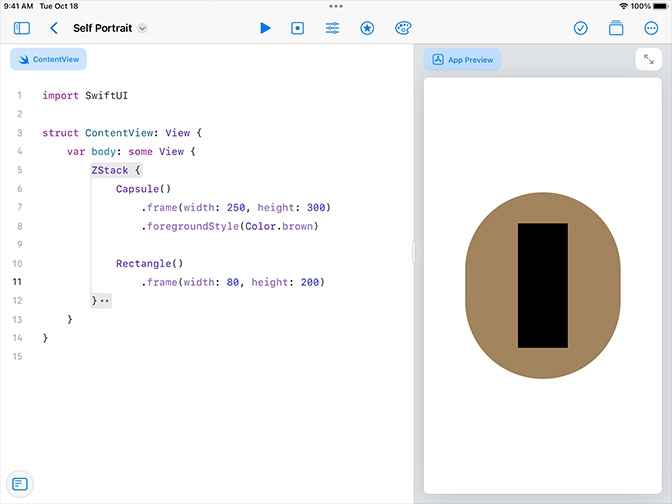 9:41 AM Tue Oct 18
100%
Self Portrait
ContentView
App Preview
1 import SwiftUI
2
3 struct ContentView: View {
4 var body: some View {
5 ZStack {
6 Capsule()
7 .frame(width: 250, height: 300)
8 .foregroundStyle(Color.brown)
9
10 Rectangle()
11 .frame(width: 80, height: 200)
12 }
13 }
14 }
15